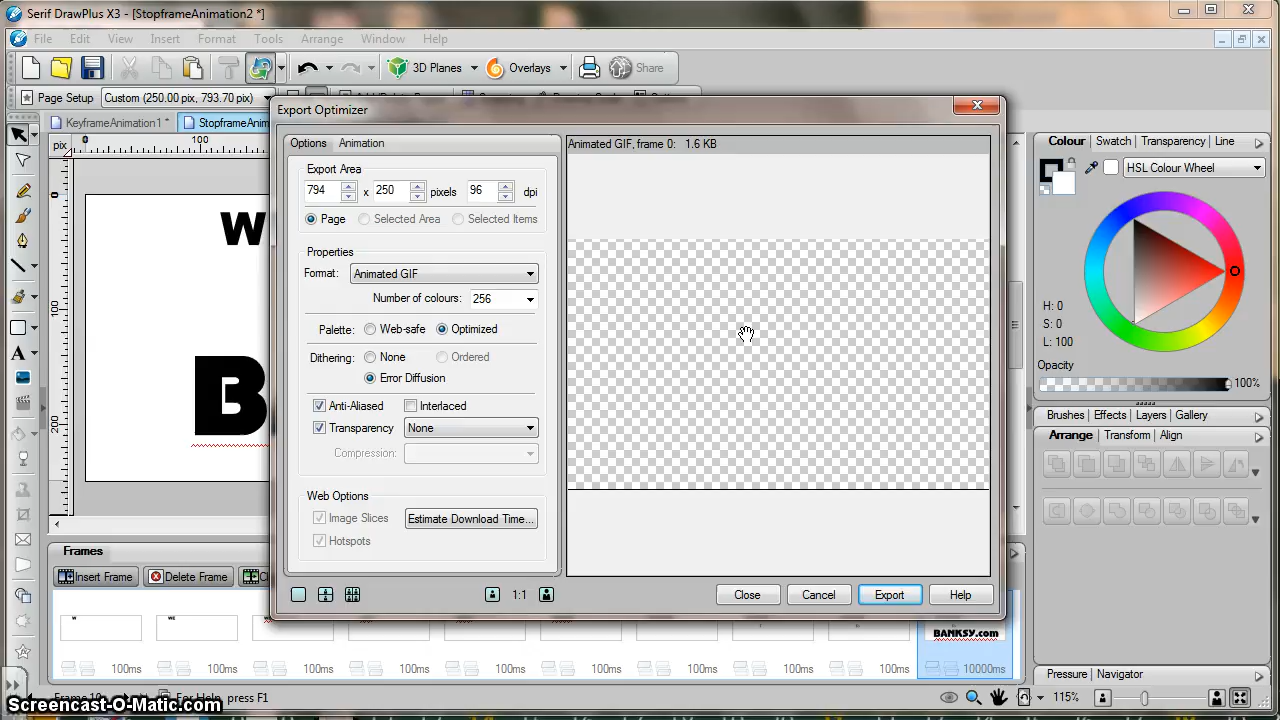 Serif DrawPlus X3 - [StopframeAnimation2 *]
File Edit View Insert Format Tools Arrange Window Help
3D Planes Overlays Share
Page Setup Custom (250.00 pix, 793.70 pix)
KeyframeAnimation1 * StopframeAnim
pix 0 100
0
100
200
W
B
Export Optimizer
Options Animation
Export Area
794 x 250 pixels 96 dpi
Page Selected Area Selected Items
Properties
Format: Animated GIF
Number of colours: 256
Palette: Web-safe Optimized
Dithering: None Ordered
Error Diffusion
Anti-Aliased Interlaced
Transparency None
Compression:
Web Options
Image Slices Estimate Download Time...
Hotspots
Animated GIF, frame 0: 1.6 KB
1:1 Close Cancel Export Help
Colour Swatch Transparency Line
HSL Colour Wheel
H: 0
S: 0
L: 100
Opacity
100%
Brushes Effects Layers Gallery
Arrange Transform Align
Pressure Navigator
Frames
Insert Frame Delete Frame
W WE BANKSY.com
100ms 100ms 100ms 100ms 100ms 100ms 100ms 100ms 100ms 10000ms
For Help, press F1 115%
Screencast-O-Matic.com